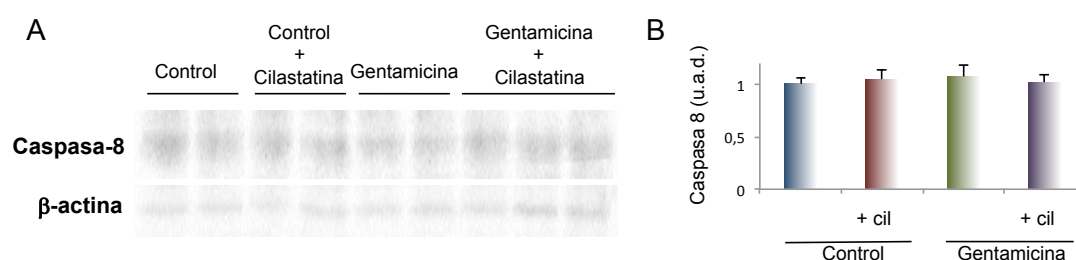 A
Control
Control
+
Cilastatina
Gentamicina
Gentamicina
+
Cilastatina
Caspasa-8
β-actina
B
Caspasa 8 (u.a.d.)
1
0,5
0
+ cil
+ cil
Control
Gentamicina